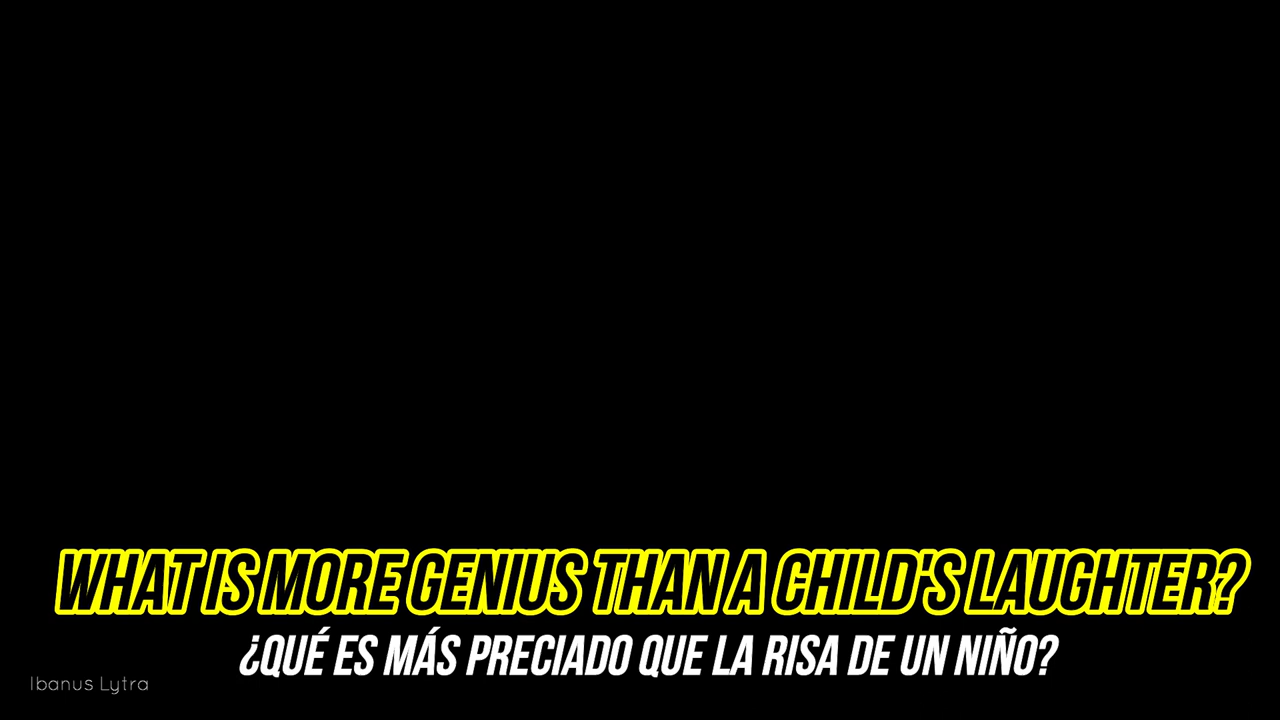 WHAT IS MORE GENIUS THAN A CHILD'S LAUGHTER?
¿QUÉ ES MÁS PRECIADO QUE LA RISA DE UN NIÑO?
Ibanus Lytra